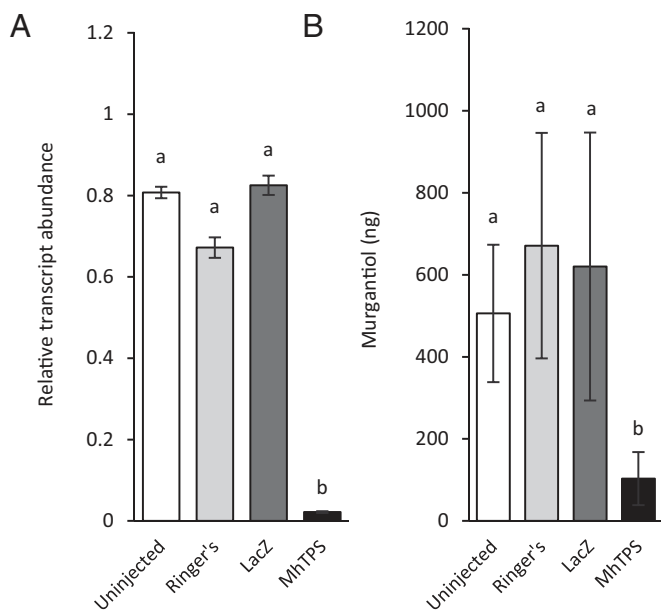 A
Relative transcript abundance
1.2
1
0.8
0.6
0.4
0.2
0
a
a
a
b
Uninjected
Ringer's
LacZ
MhTPS
B
Murgantiol (ng)
1200
1000
800
600
400
200
0
a
a
a
b
Uninjected
Ringer's
LacZ
MhTPS